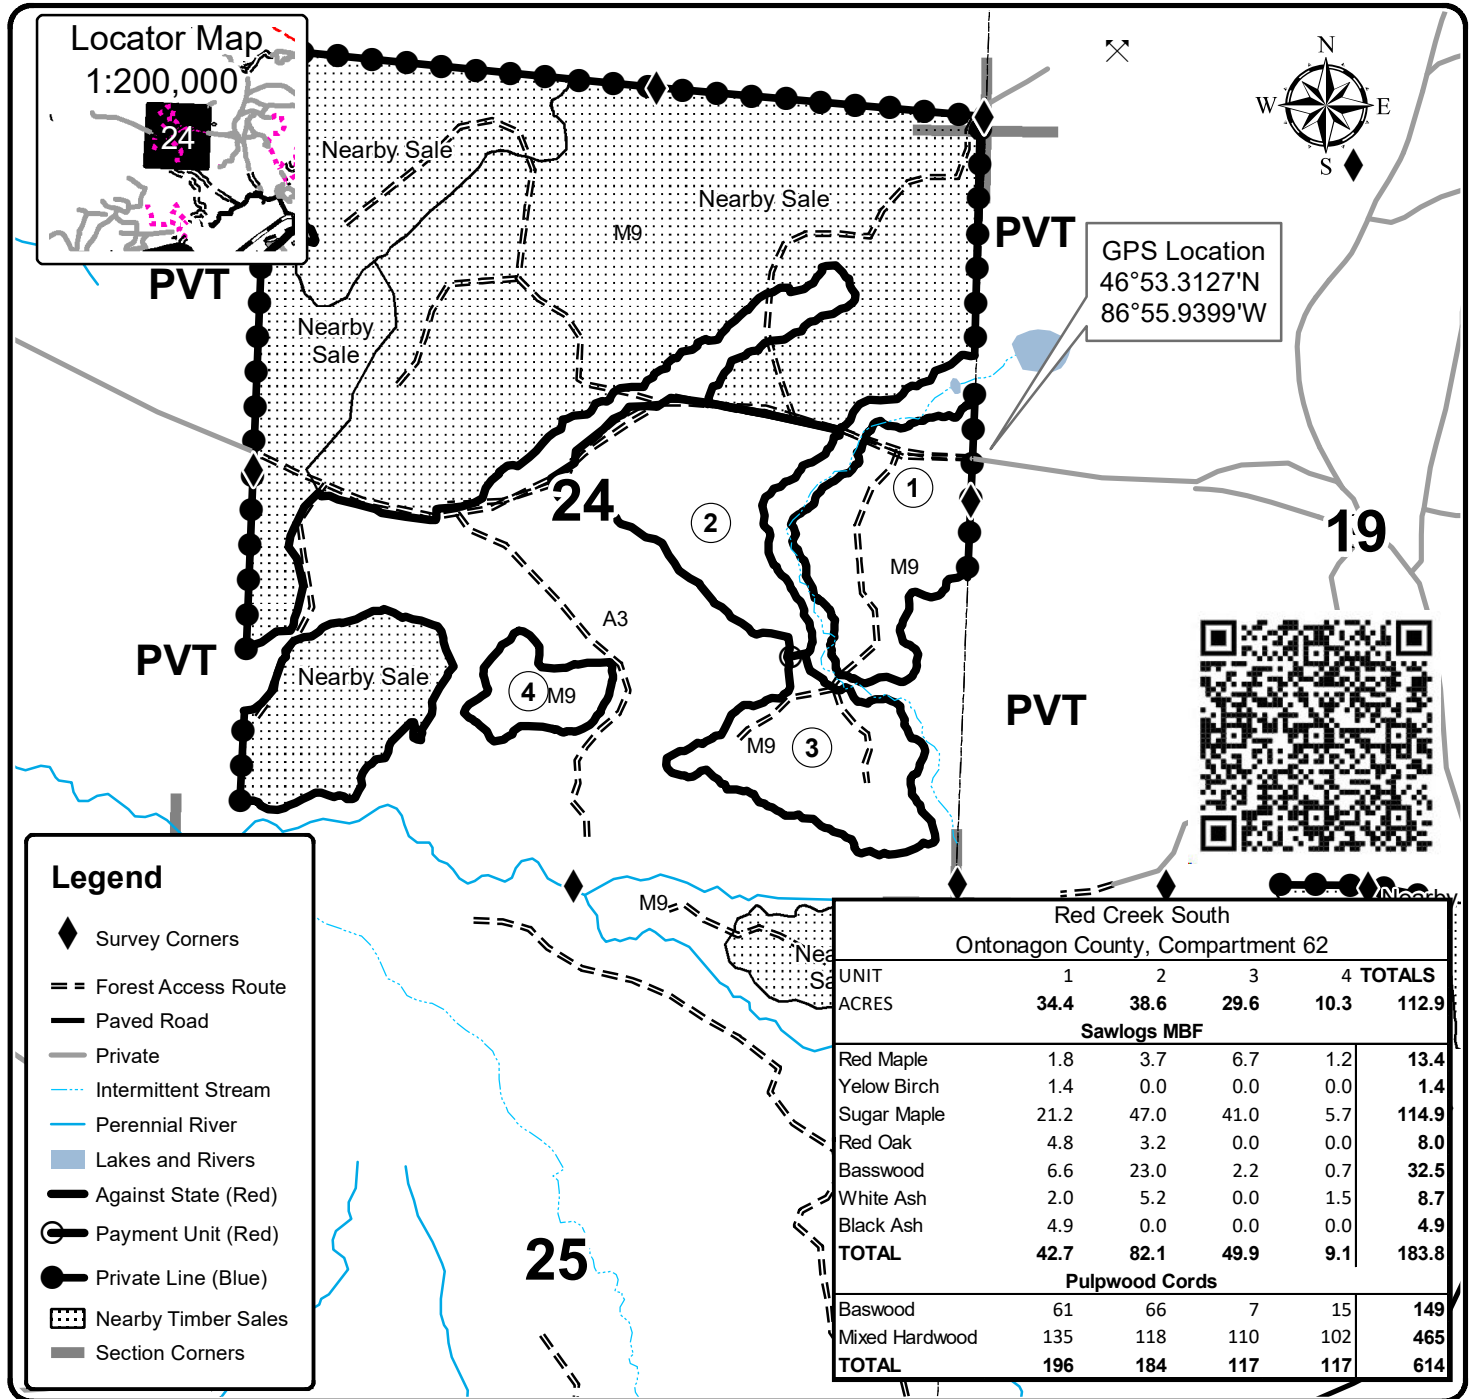 Locator Map
1:200,000
24
N
W E
S
Nearby Sale
Nearby Sale
M9
PVT
PVT
GPS Location
46°53.3127'N
86°55.9399'W
Nearby
Sale
24
1
2
19
M9
A3
PVT
Nearby Sale
4 M9
PVT
M9 3
Legend
Survey Corners
Forest Access Route
Paved Road
Private
Intermittent Stream
Perennial River
Lakes and Rivers
Against State (Red)
Payment Unit (Red)
Private Line (Blue)
Nearby Timber Sales
Section Corners
M9
Nea
Sa
Nearby
25
Red Creek South
Ontonagon County, Compartment 62
UNIT 1 2 3 4 TOTALS
ACRES 34.4 38.6 29.6 10.3 112.9
Sawlogs MBF
Red Maple 1.8 3.7 6.7 1.2 13.4
Yelow Birch 1.4 0.0 0.0 0.0 1.4
Sugar Maple 21.2 47.0 41.0 5.7 114.9
Red Oak 4.8 3.2 0.0 0.0 8.0
Basswood 6.6 23.0 2.2 0.7 32.5
White Ash 2.0 5.2 0.0 1.5 8.7
Black Ash 4.9 0.0 0.0 0.0 4.9
TOTAL 42.7 82.1 49.9 9.1 183.8
Pulpwood Cords
Baswood 61 66 7 15 149
Mixed Hardwood 135 118 110 102 465
TOTAL 196 184 117 117 614